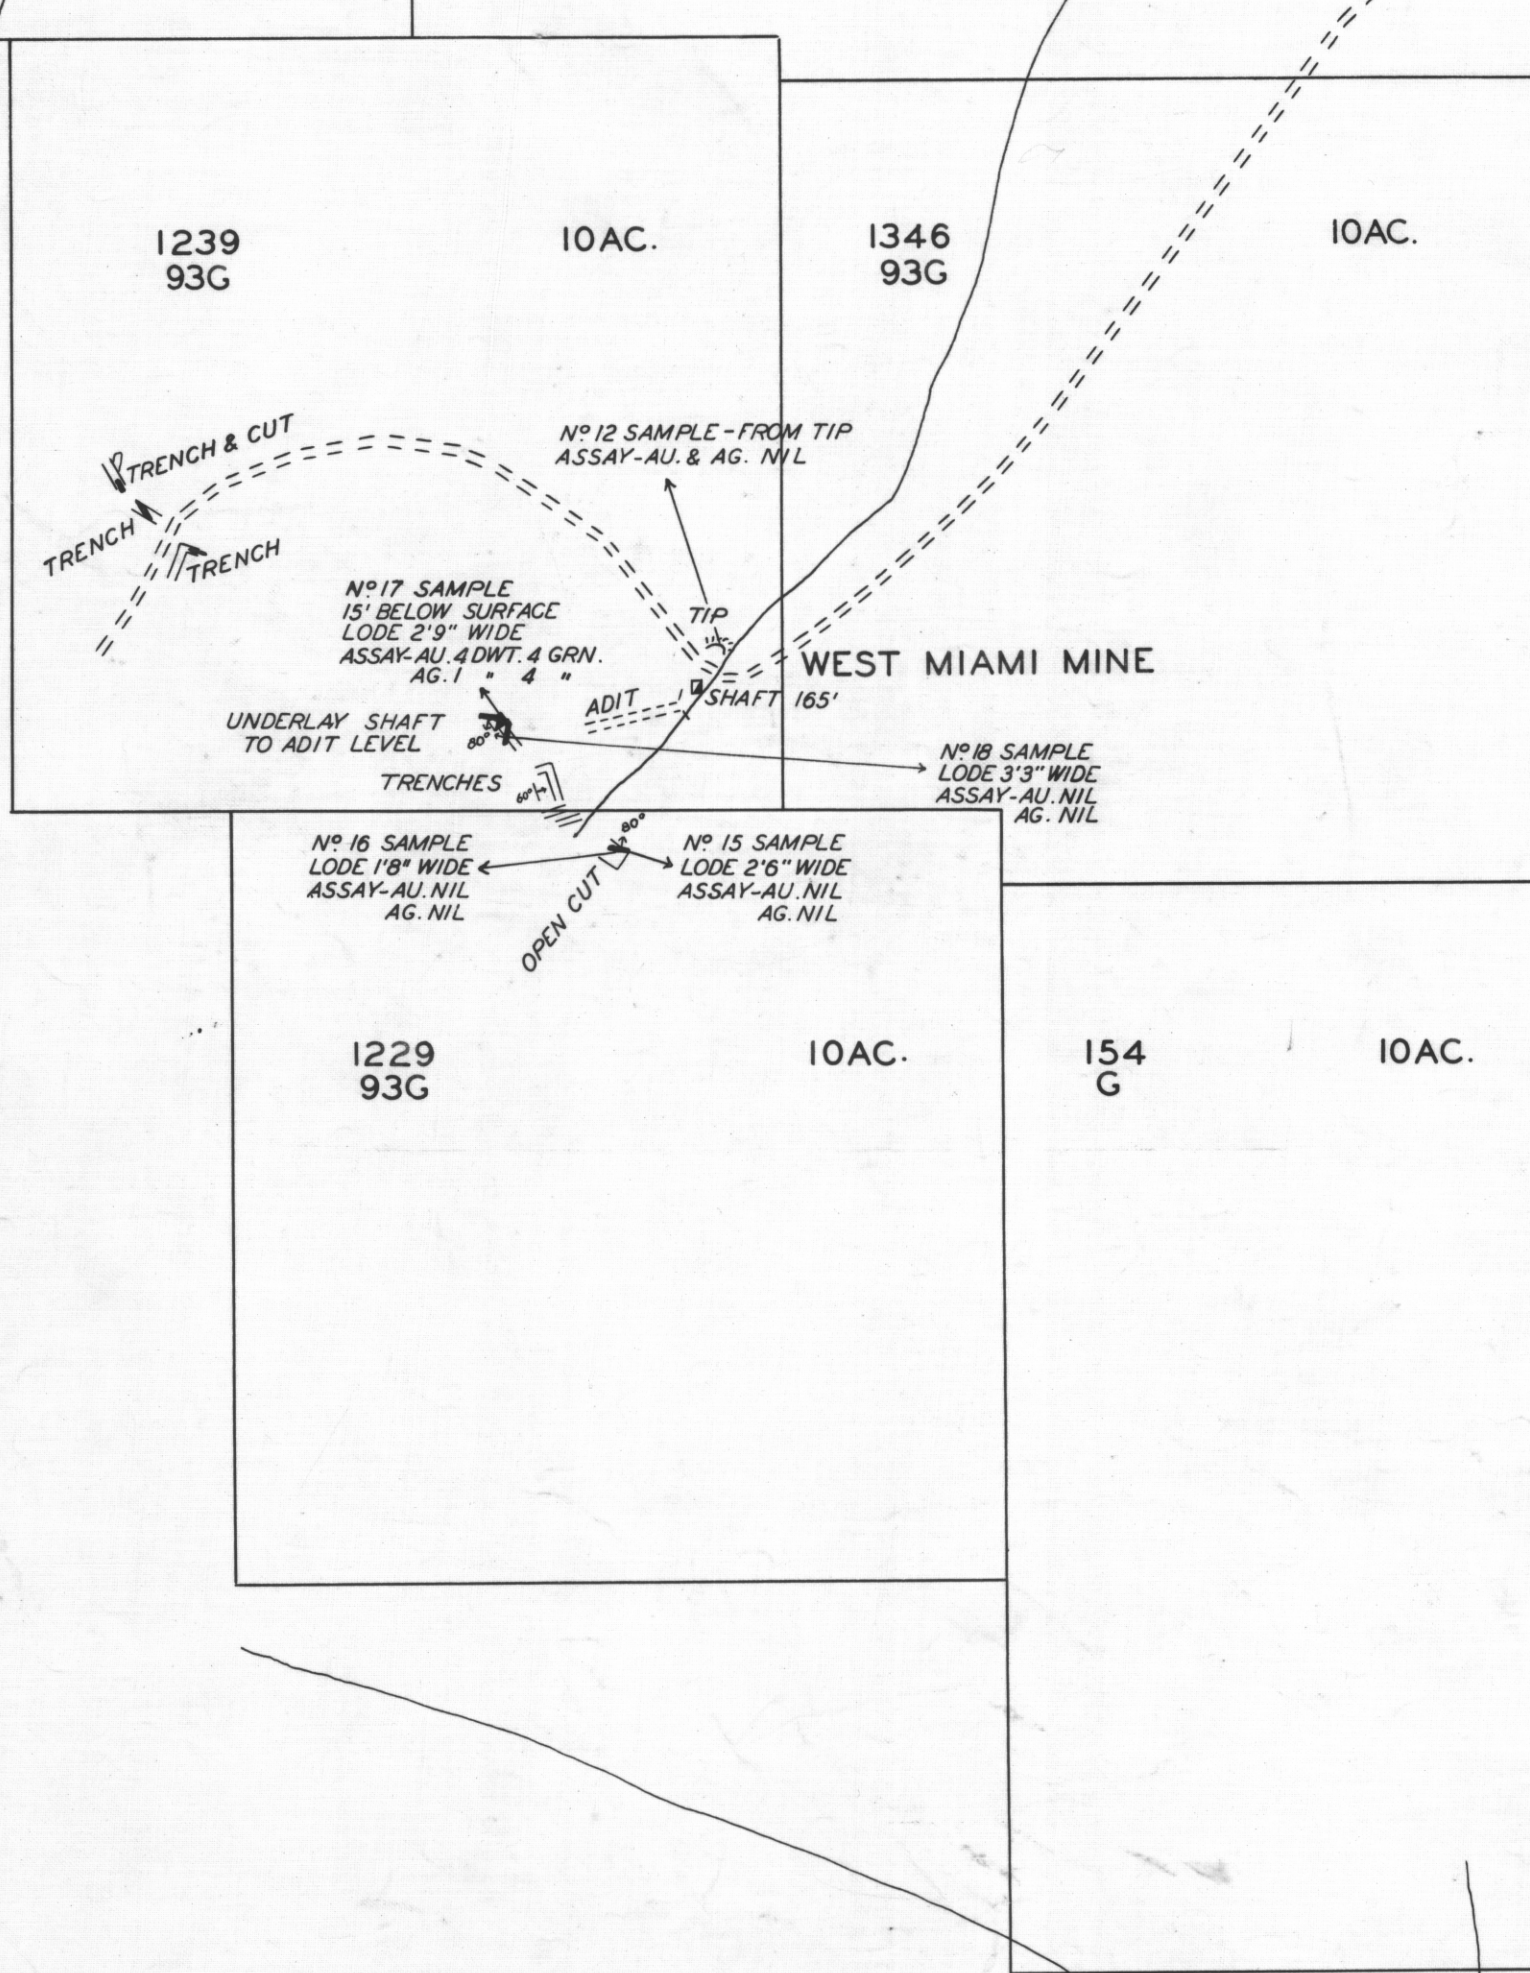 1239
93G
10AC.
1346
93G
10AC.
TRENCH & CUT
TRENCH
TRENCH
Nº 12 SAMPLE-FROM TIP
ASSAY-AU. & AG. NIL
Nº 17 SAMPLE
15' BELOW SURFACE
LODE 2'9" WIDE
ASSAY-AU. 4 DWT. 4 GRN.
AG. 1 " 4 "
TIP
WEST MIAMI MINE
ADIT
SHAFT 165'
UNDERLAY SHAFT
TO ADIT LEVEL
80°
Nº 18 SAMPLE
LODE 3'3" WIDE
ASSAY-AU. NIL
AG. NIL
TRENCHES
60°
80°
Nº 16 SAMPLE
LODE 1'8" WIDE
ASSAY-AU. NIL
AG. NIL
Nº 15 SAMPLE
LODE 2'6" WIDE
ASSAY-AU. NIL
AG. NIL
OPEN CUT
1229
93G
10AC.
154
G
10AC.